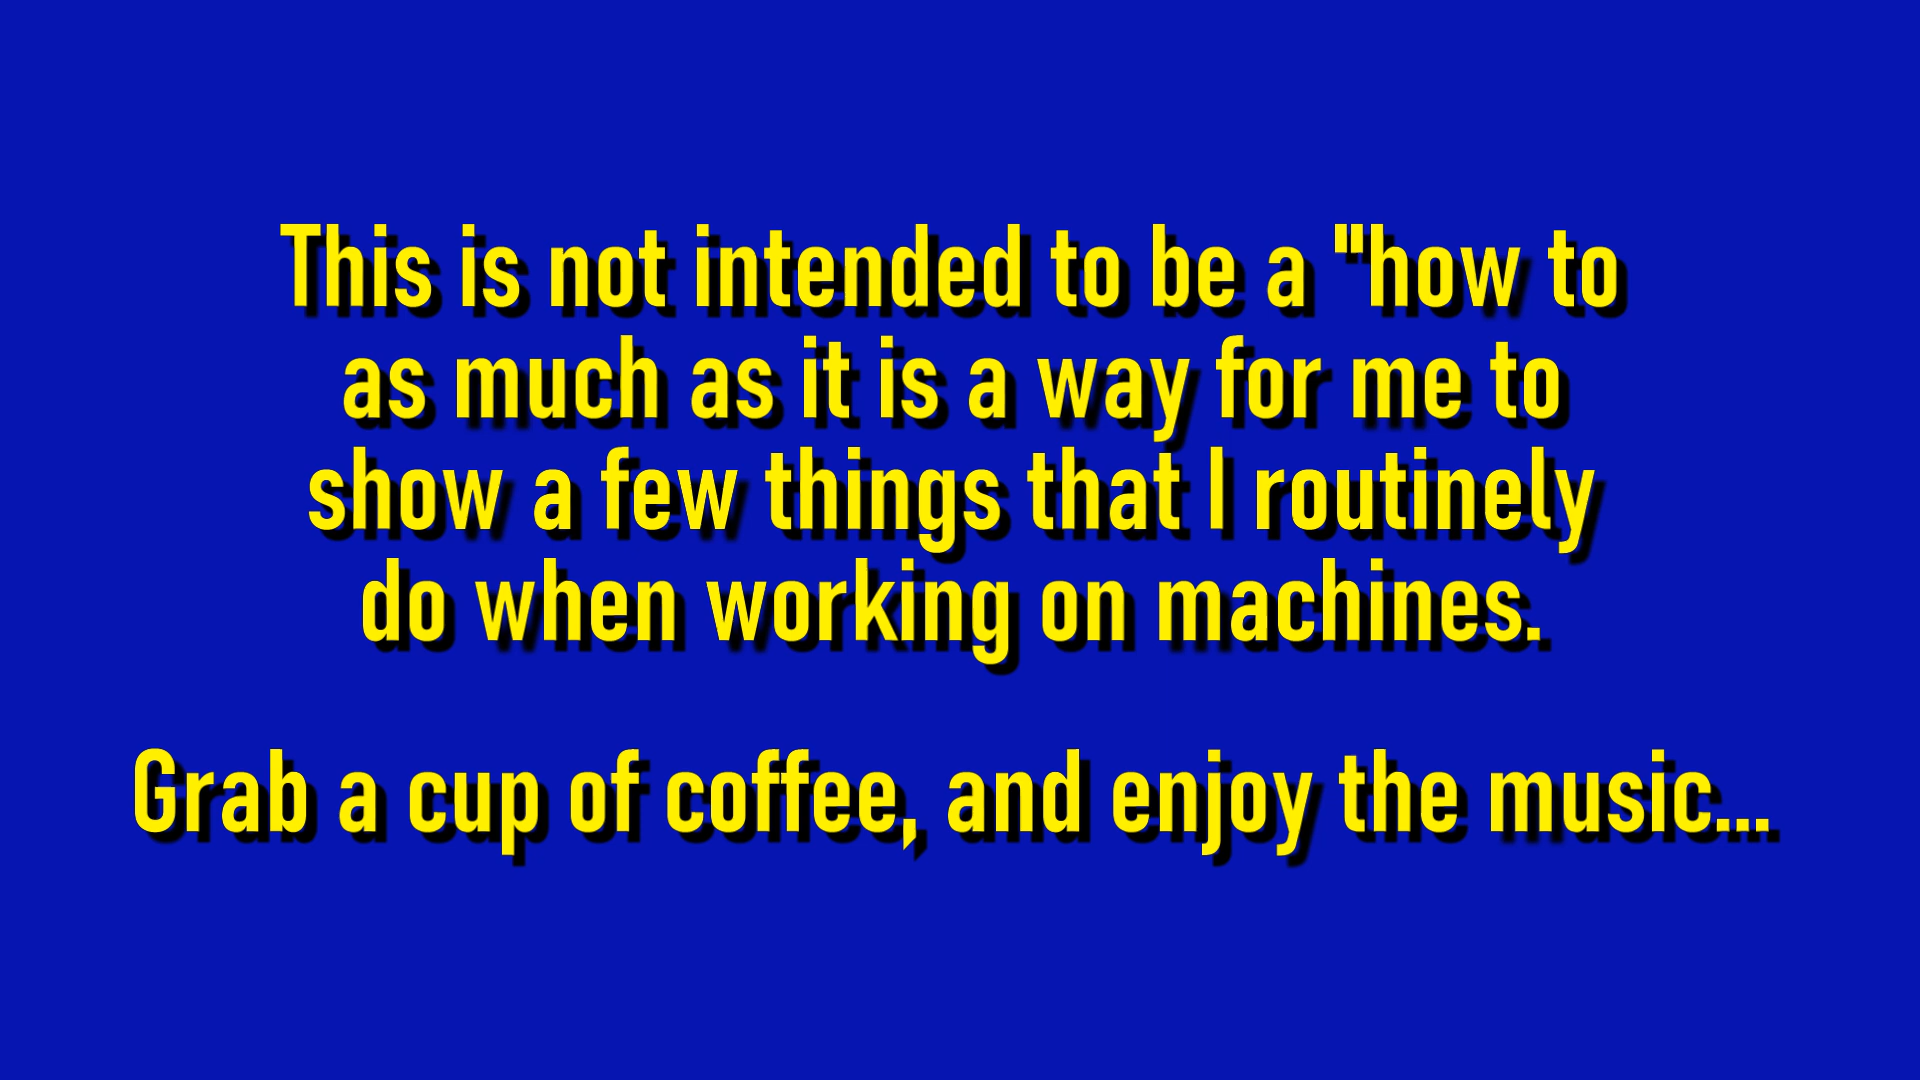 This is not intended to be a "how to
as much as it is a way for me to
show a few things that I routinely
do when working on machines.
Grab a cup of coffee, and enjoy the music...